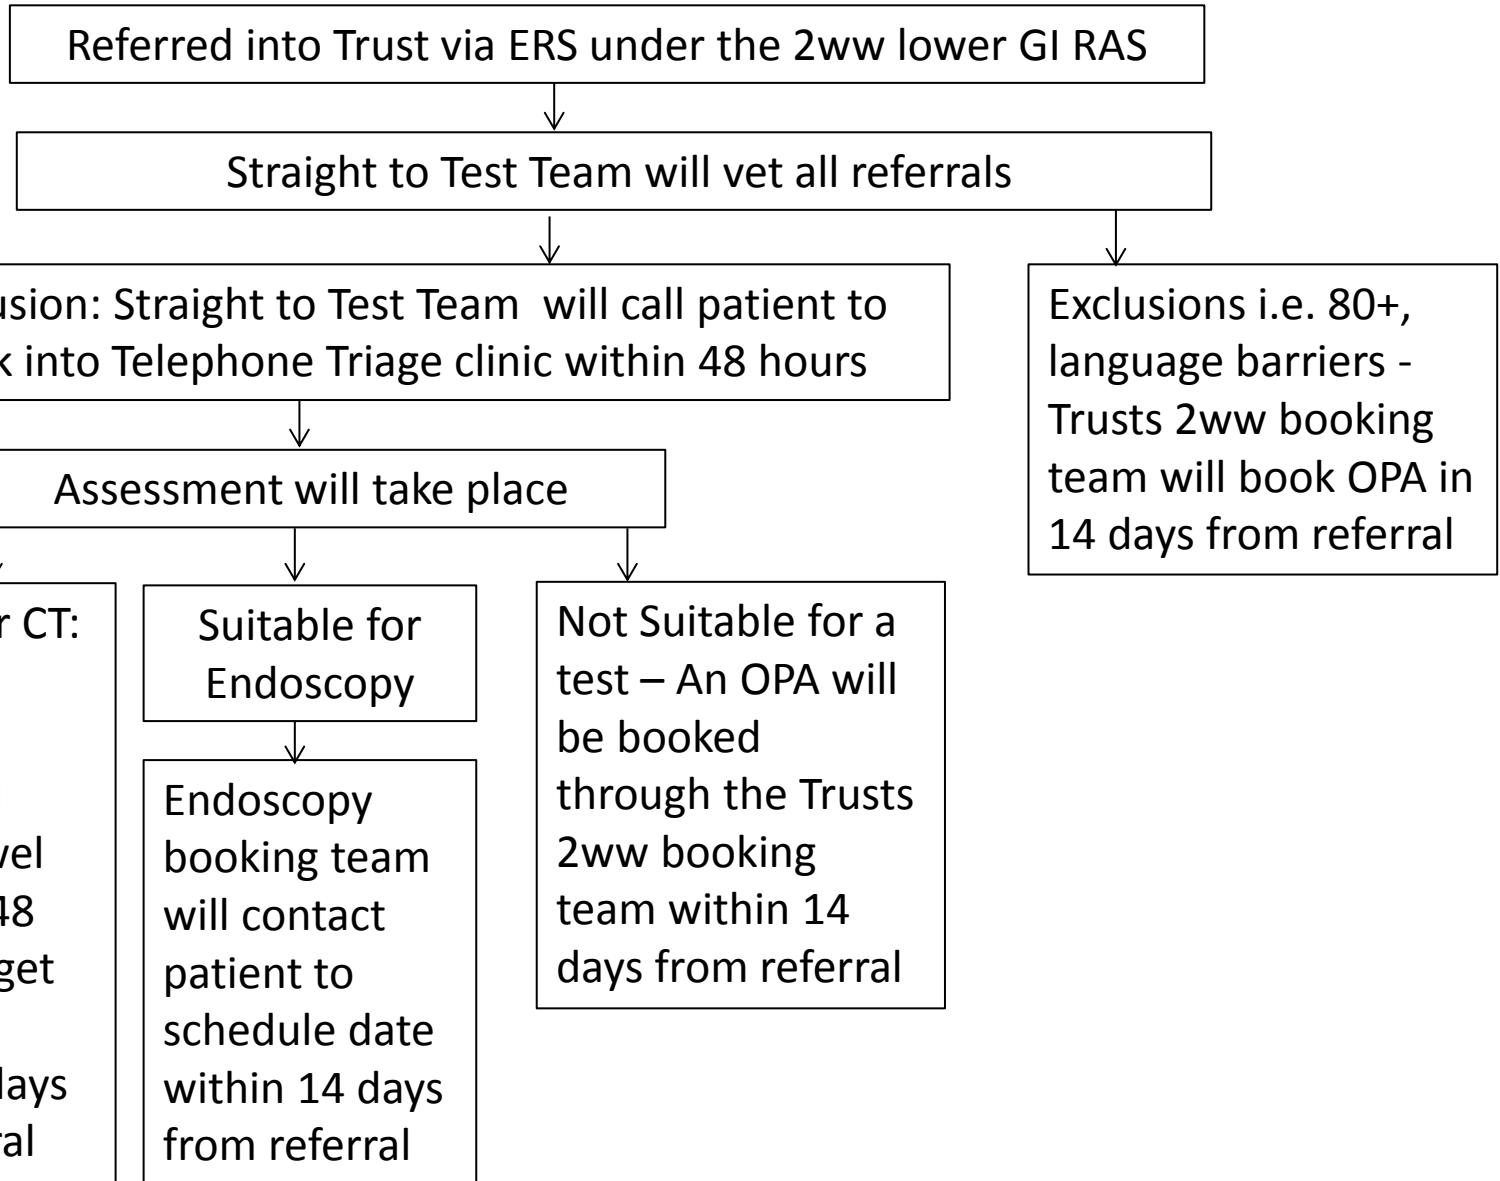 Referred into Trust via ERS under the 2ww lower GI RAS
Straight to Test Team will vet all referrals
Straight to Test Team will call patient to
into Telephone Triage clinic within 48 hours
Exclusions i.e. 80+,
language barriers -
Trusts 2ww booking
team will book OPA in
14 days from referral
Assessment will take place
CT:
48
get
Suitable for
Endoscopy
Endoscopy
booking team
will contact
patient to
schedule date
within 14 days
from referral
Not Suitable for a
test – An OPA will
be booked
through the Trusts
2ww booking
team within 14
days from referral